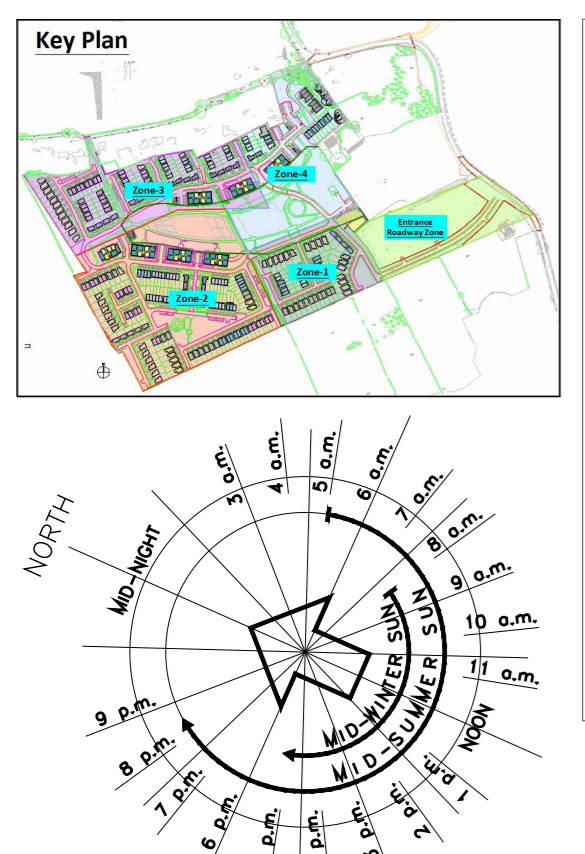 Key Plan
Zone-4
Zone-3
Entrance
Roadway Zone
Zone-1
Zone-2
NORTH
MID-NIGHT
3 a.m.
4 a.m.
5 a.m.
6 a.m.
7 a.m.
8 a.m.
9 a.m.
10 a.m.
11 a.m.
NOON
1 p.m.
2 p.m.
p.m.
p.m.
p.m.
6 p.m.
7 p.m.
8 p.m.
9 p.m.
MID-WINTER SUN
MID-SUMMER SUN